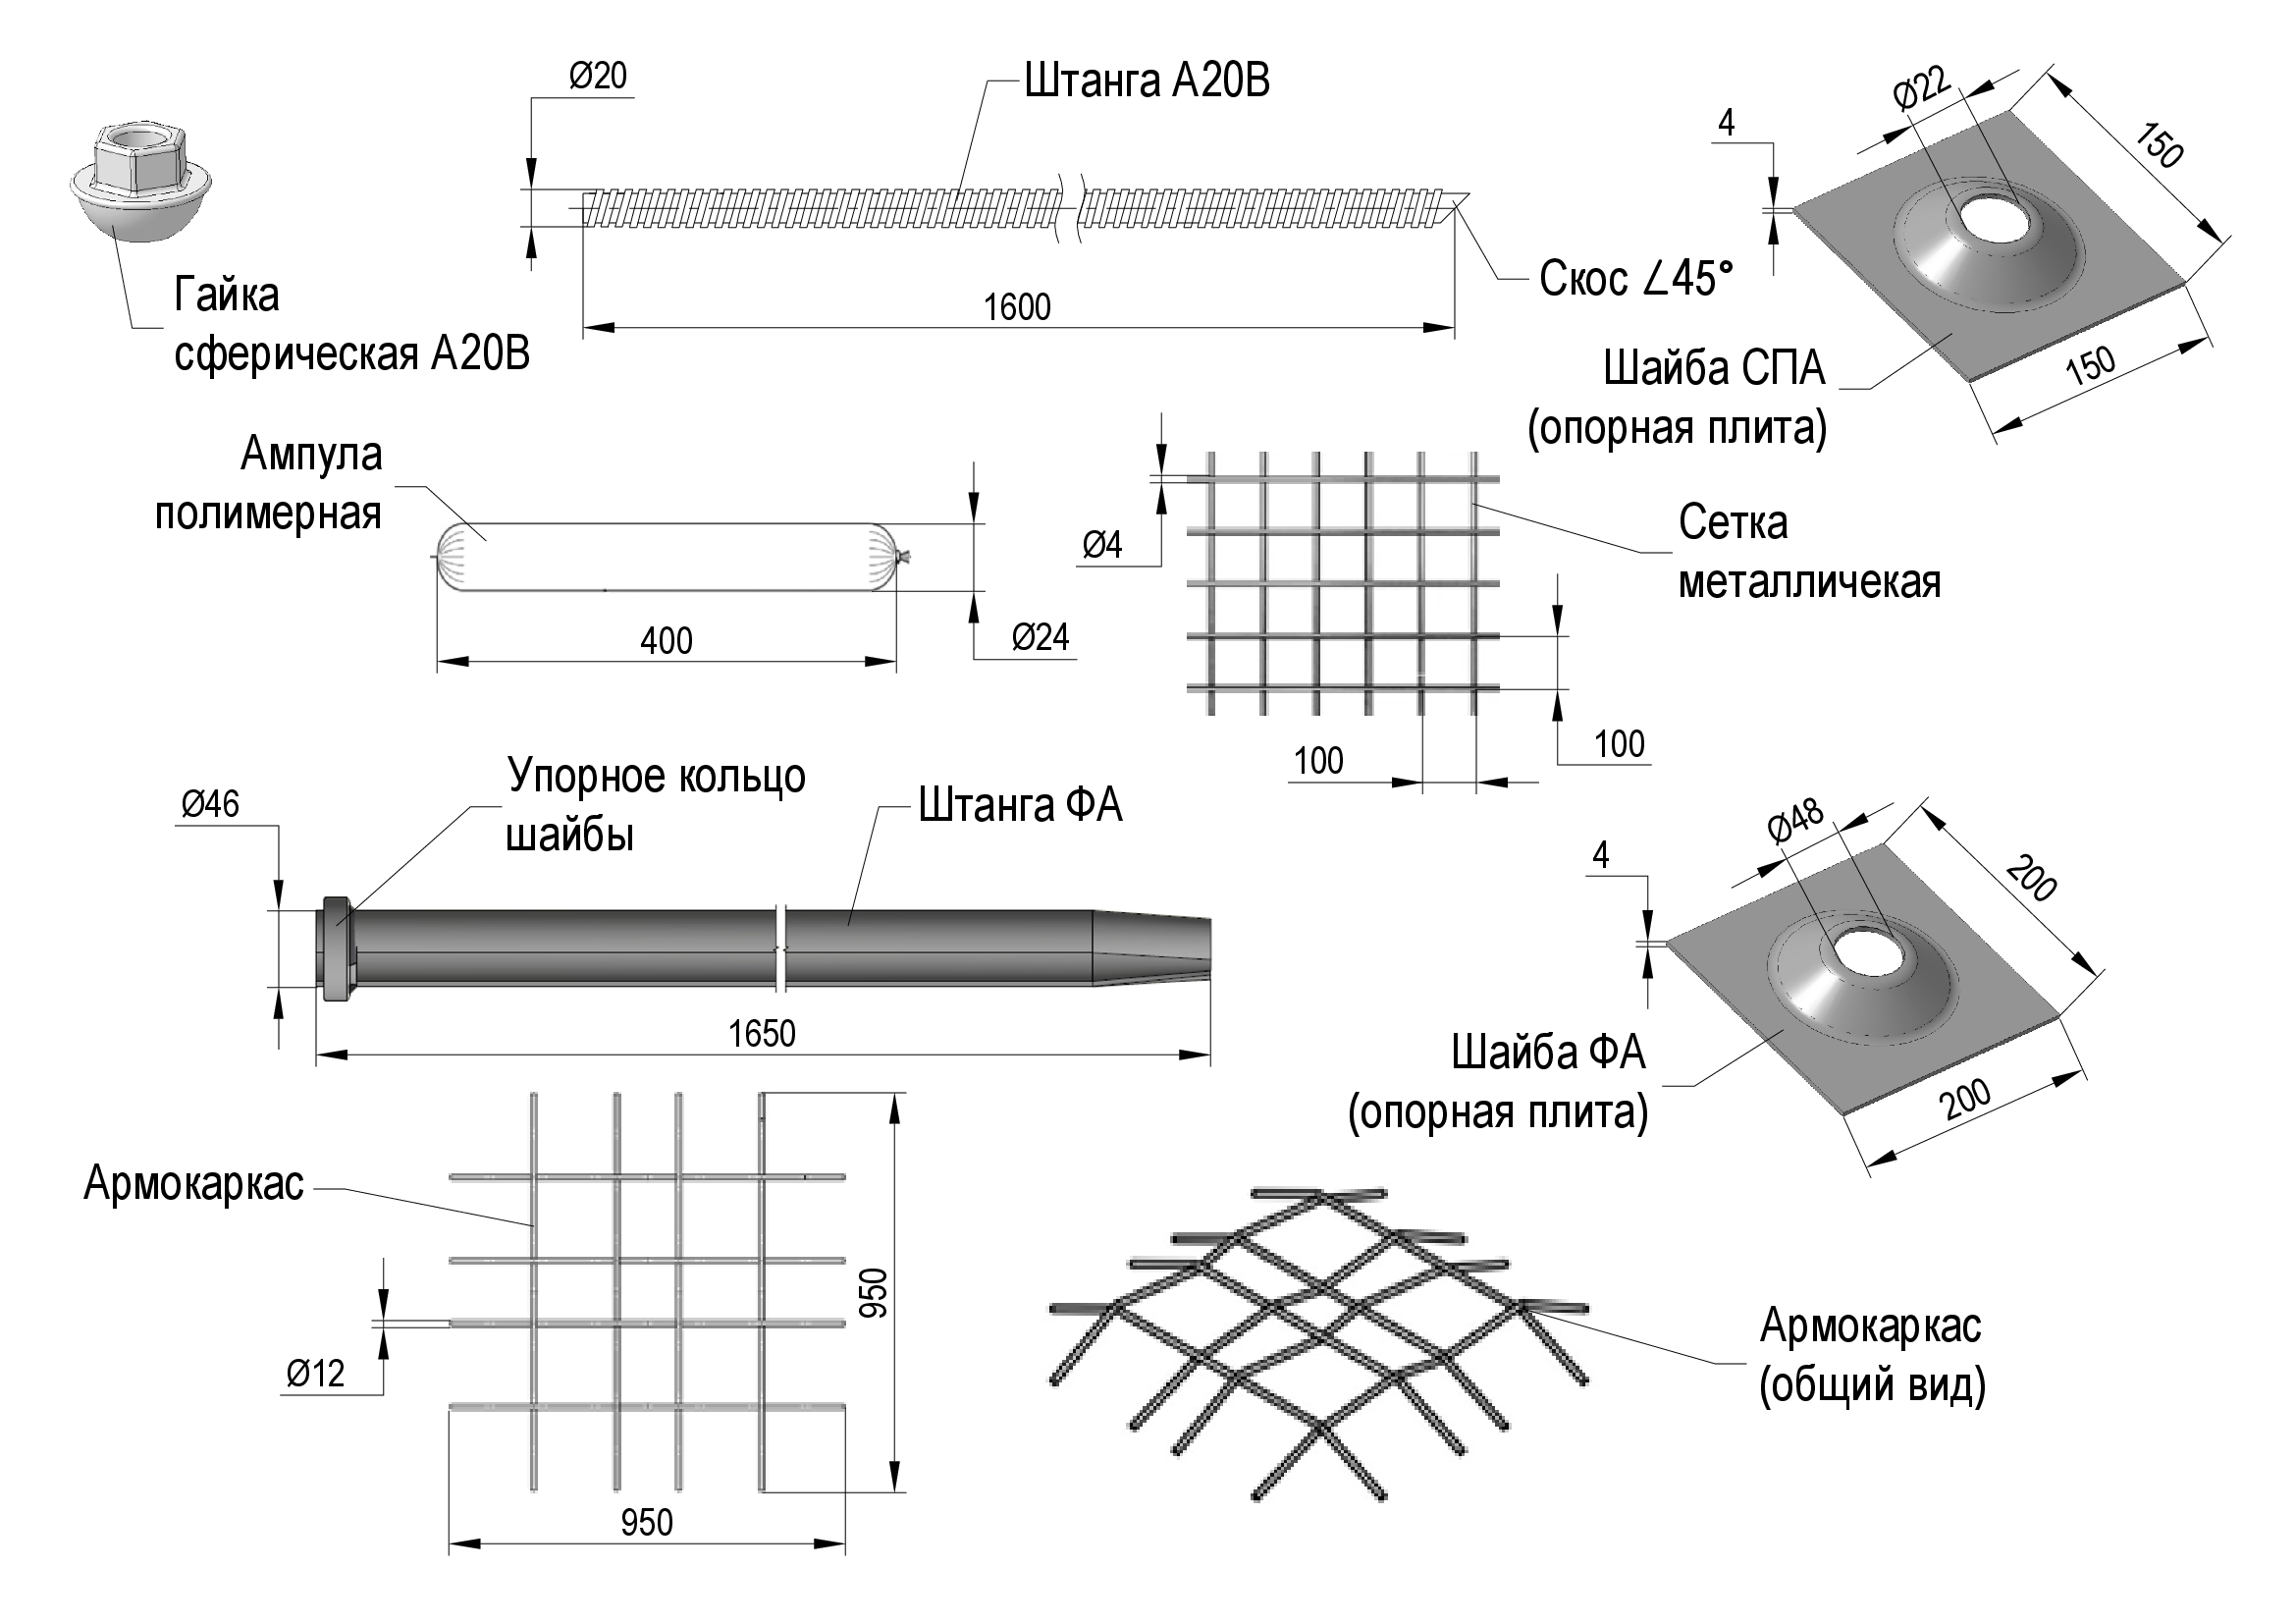 Ø20
Штанга А20В
Ø22
150
4
Гайка
сферическая А20В
1600
Скос ∠45°
Шайба СПА
(опорная плита)
150
Ампула
полимерная
400
Ø24
Ø4
Сетка
металличекая
100
100
Ø46
Упорное кольцо
шайбы
Штанга ФА
1650
Ø48
200
4
Шайба ФА
(опорная плита)
200
Армокаркас
Ø12
950
950
Армокаркас
(общий вид)